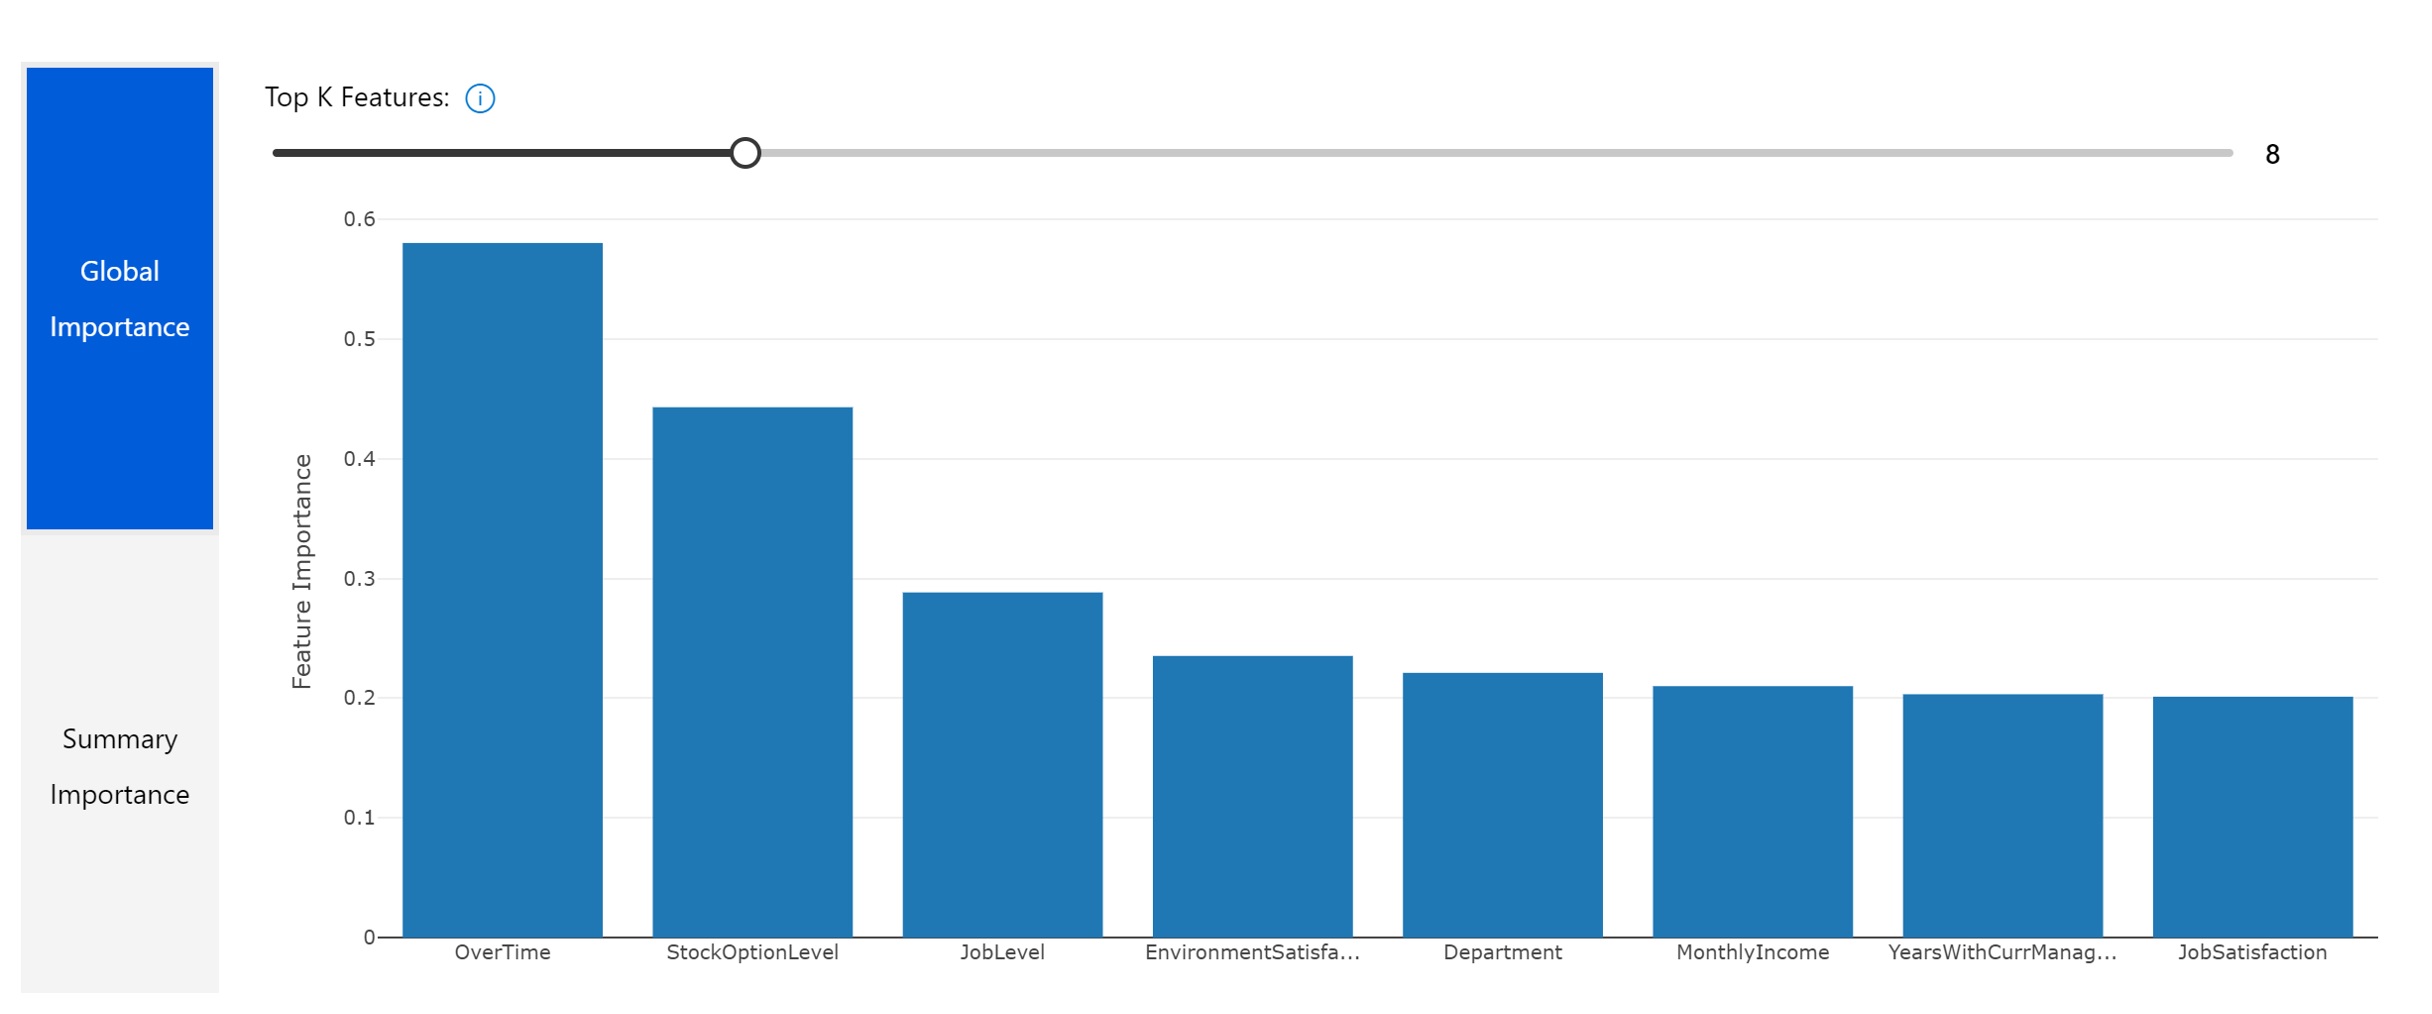 Global
Importance
Summary
Importance
Top K Features: i
8
Feature Importance
0.6
0.5
0.4
0.3
0.2
0.1
0
OverTime StockOptionLevel JobLevel EnvironmentSatisfa... Department MonthlyIncome YearsWithCurrManag... JobSatisfaction